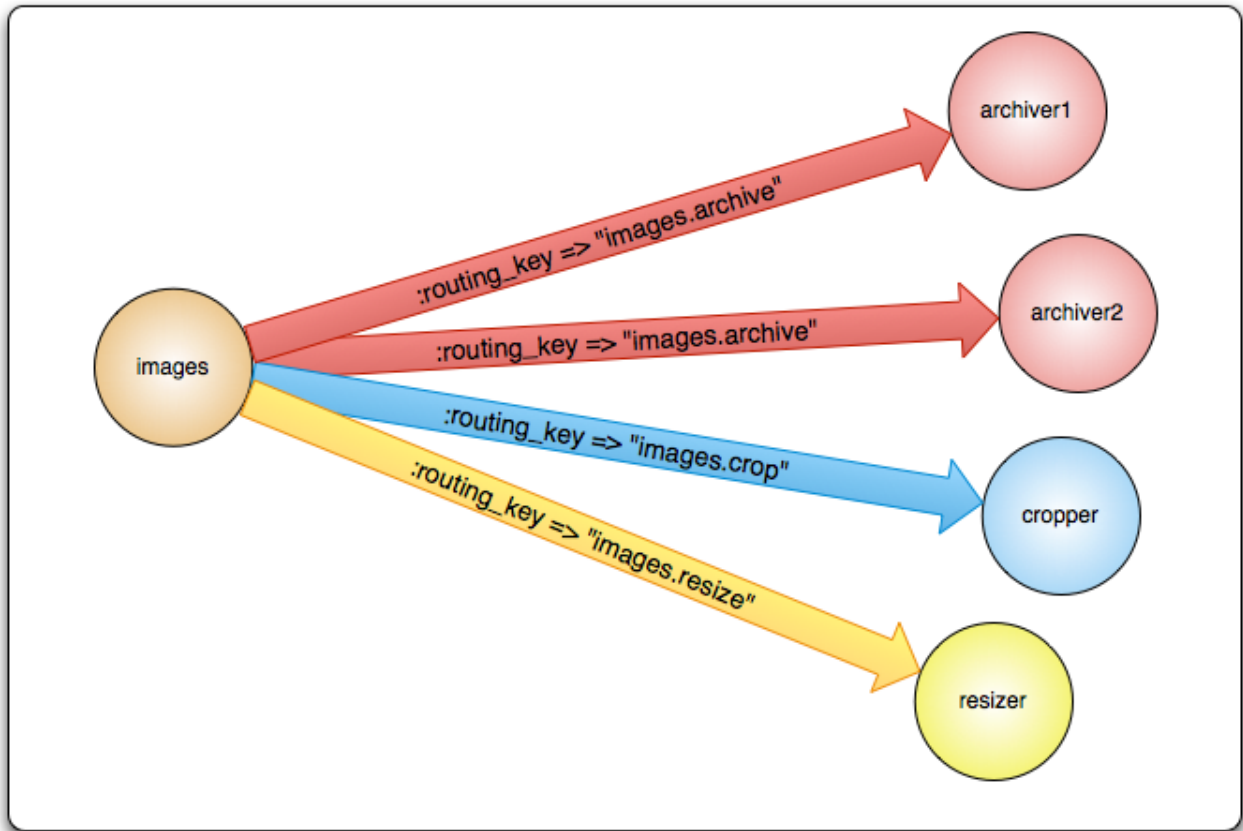 archiver1
:routing_key => "images.archive"
archiver2
:routing_key => "images.archive"
images
:routing_key => "images.crop"
cropper
:routing_key => "images.resize"
resizer